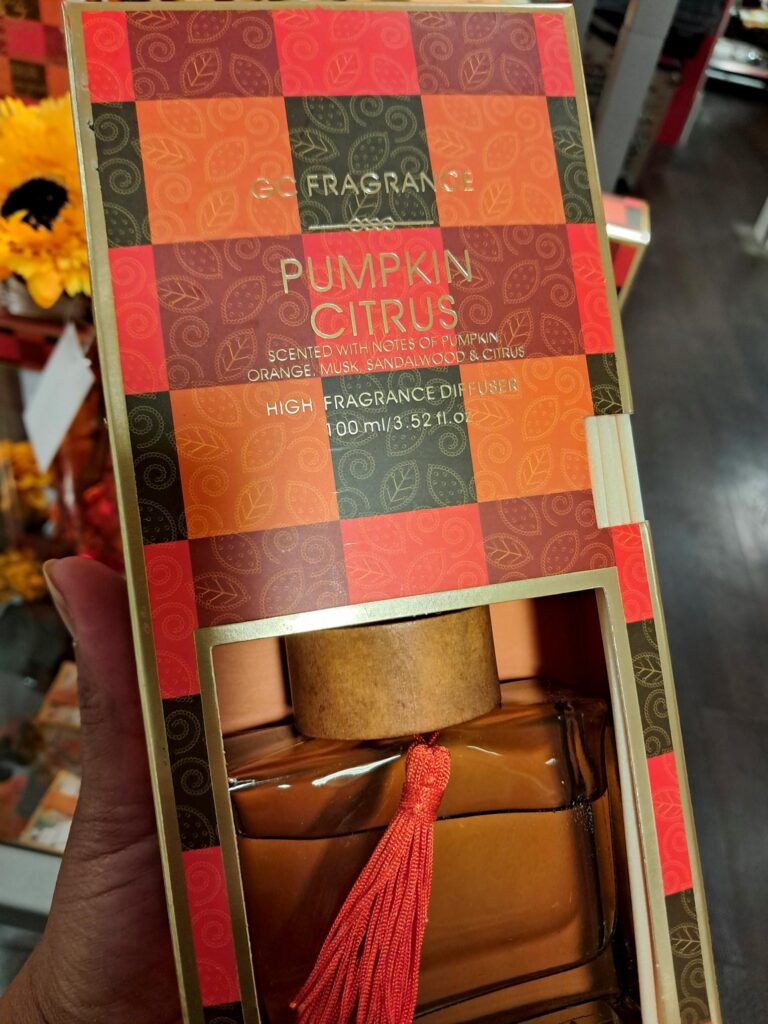 GC FRAGRANCE
PUMPKIN
CITRUS
SCENTED WITH NOTES OF PUMPKIN,
ORANGE, MUSK, SANDALWOOD & CITRUS
HIGH FRAGRANCE DIFFUSER
100 ml/3.52 fl.oz